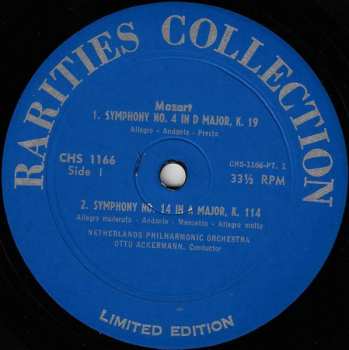 RARITIES COLLECTION
Mozart
1. SYMPHONY NO. 4 IN D MAJOR, K. 19
Allegro - Andante - Presto
CHS 1166
Side 1
CHS-1166-PT. 1
33⅓ RPM
2. SYMPHONY NO. 14 IN A MAJOR, K. 114
Allegro moderato - Andante - Menuetto - Allegro molto
NETHERLANDS PHILHARMONIC ORCHESTRA
OTTO ACKERMANN, Conductor
LIMITED EDITION